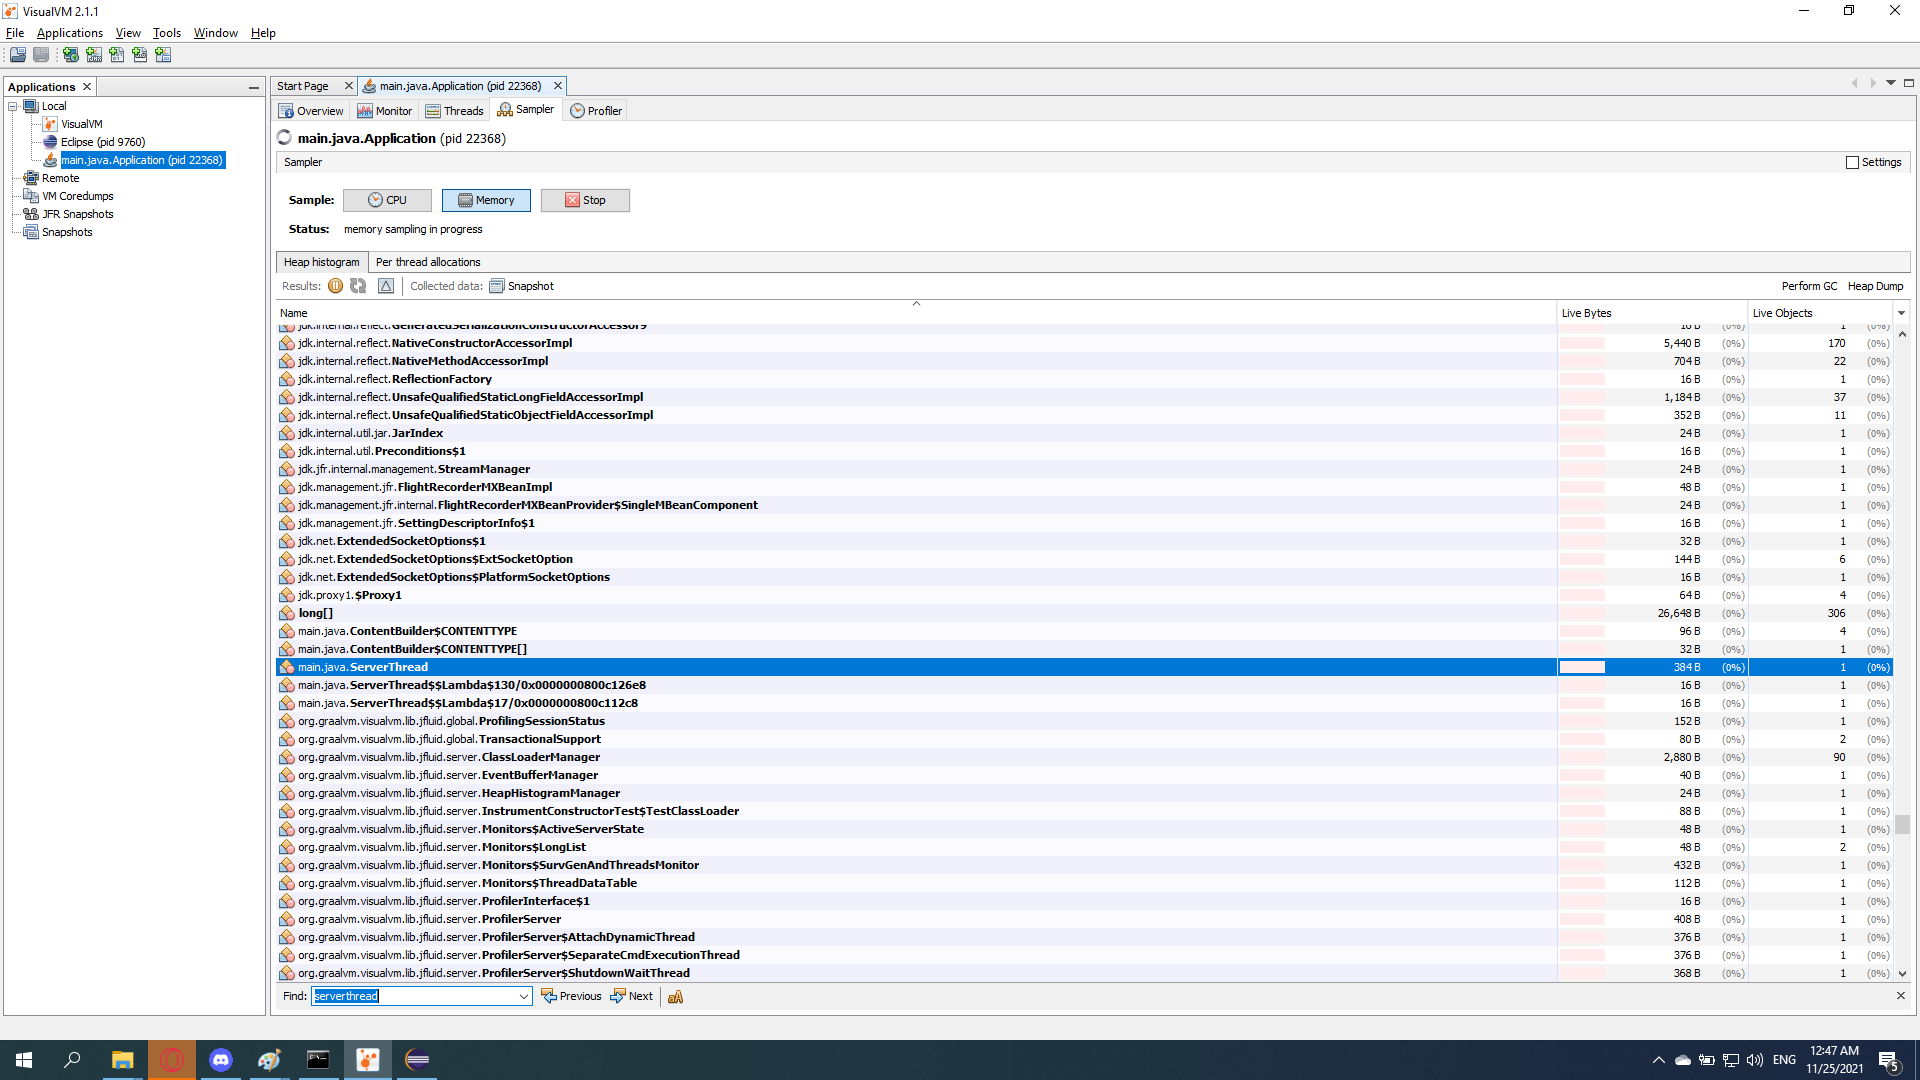 VisualVM 2.1.1
File Applications View Tools Window Help
Applications
Local
VisualVM
Eclipse (pid 9760)
main.java.Application (pid 22368)
Remote
VM Coredumps
JFR Snapshots
Snapshots
Start Page main.java.Application (pid 22368)
Overview Monitor Threads Sampler Profiler
main.java.Application (pid 22368)
Sampler Settings
Sample: CPU Memory Stop
Status: memory sampling in progress
Heap histogram Per thread allocations
Results: Collected data: Snapshot Perform GC Heap Dump
Name Live Bytes Live Objects
jdk.internal.reflect.GeneratedSerializationConstructorAccessor9 16 B (0%) 1 (0%)
jdk.internal.reflect.NativeConstructorAccessorImpl 5,440 B (0%) 170 (0%)
jdk.internal.reflect.NativeMethodAccessorImpl 704 B (0%) 22 (0%)
jdk.internal.reflect.ReflectionFactory 16 B (0%) 1 (0%)
jdk.internal.reflect.UnsafeQualifiedStaticLongFieldAccessorImpl 1,184 B (0%) 37 (0%)
jdk.internal.reflect.UnsafeQualifiedStaticObjectFieldAccessorImpl 352 B (0%) 11 (0%)
jdk.internal.util.jar.JarIndex 24 B (0%) 1 (0%)
jdk.internal.util.Preconditions$1 16 B (0%) 1 (0%)
jdk.jfr.internal.management.StreamManager 24 B (0%) 1 (0%)
jdk.management.jfr.FlightRecorderMXBeanImpl 48 B (0%) 1 (0%)
jdk.management.jfr.internal.FlightRecorderMXBeanProvider$SingleMBeanComponent 24 B (0%) 1 (0%)
jdk.management.jfr.SettingDescriptorInfo$1 16 B (0%) 1 (0%)
jdk.net.ExtendedSocketOptions$1 32 B (0%) 1 (0%)
jdk.net.ExtendedSocketOptions$ExtSocketOption 144 B (0%) 6 (0%)
jdk.net.ExtendedSocketOptions$PlatformSocketOptions 16 B (0%) 1 (0%)
jdk.proxy1.$Proxy1 64 B (0%) 4 (0%)
long[] 26,648 B (0%) 306 (0%)
main.java.ContentBuilder$CONTENTTYPE 96 B (0%) 4 (0%)
main.java.ContentBuilder$CONTENTTYPE[] 32 B (0%) 1 (0%)
main.java.ServerThread 384 B (0%) 1 (0%)
main.java.ServerThread$$Lambda$130/0x0000000800c126e8 16 B (0%) 1 (0%)
main.java.ServerThread$$Lambda$17/0x0000000800c112c8 16 B (0%) 1 (0%)
org.graalvm.visualvm.lib.jfluid.global.ProfilingSessionStatus 152 B (0%) 1 (0%)
org.graalvm.visualvm.lib.jfluid.global.TransactionalSupport 80 B (0%) 2 (0%)
org.graalvm.visualvm.lib.jfluid.server.ClassLoaderManager 2,880 B (0%) 90 (0%)
org.graalvm.visualvm.lib.jfluid.server.EventBufferManager 40 B (0%) 1 (0%)
org.graalvm.visualvm.lib.jfluid.server.HeapHistogramManager 24 B (0%) 1 (0%)
org.graalvm.visualvm.lib.jfluid.server.InstrumentConstructorTest$TestClassLoader 88 B (0%) 1 (0%)
org.graalvm.visualvm.lib.jfluid.server.Monitors$ActiveServerState 48 B (0%) 1 (0%)
org.graalvm.visualvm.lib.jfluid.server.Monitors$LongList 48 B (0%) 2 (0%)
org.graalvm.visualvm.lib.jfluid.server.Monitors$SurvGenAndThreadsMonitor 432 B (0%) 1 (0%)
org.graalvm.visualvm.lib.jfluid.server.Monitors$ThreadDataTable 112 B (0%) 1 (0%)
org.graalvm.visualvm.lib.jfluid.server.ProfilerInterface$1 16 B (0%) 1 (0%)
org.graalvm.visualvm.lib.jfluid.server.ProfilerServer 408 B (0%) 1 (0%)
org.graalvm.visualvm.lib.jfluid.server.ProfilerServer$AttachDynamicThread 376 B (0%) 1 (0%)
org.graalvm.visualvm.lib.jfluid.server.ProfilerServer$SeparateCmdExecutionThread 376 B (0%) 1 (0%)
org.graalvm.visualvm.lib.jfluid.server.ProfilerServer$ShutdownWaitThread 368 B (0%) 1 (0%)
Find: serverthread Previous Next aA
ENG 12:47 AM
11/25/2021 5